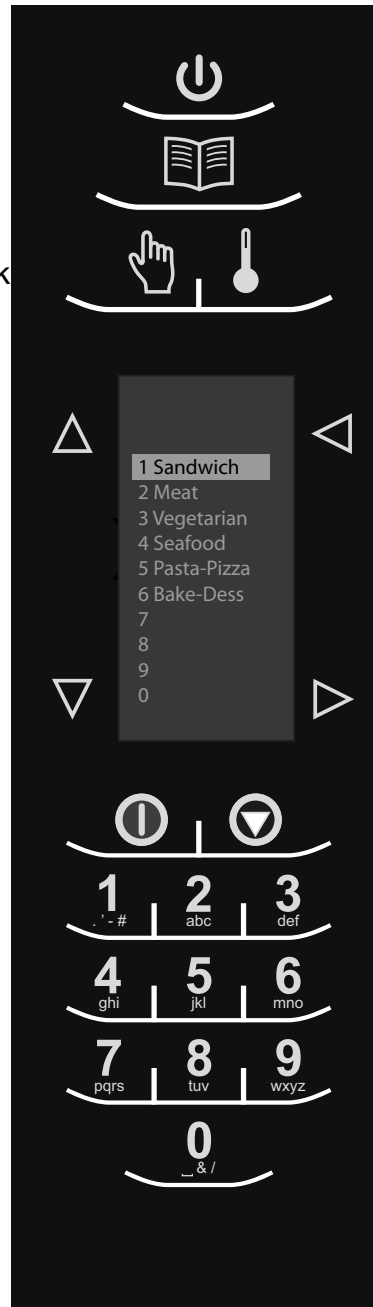 k
1 Sandwich
2 Meat
3 Vegetarian
4 Seafood
5 Pasta-Pizza
6 Bake-Dess
7
8
9
0
1 2 3
. ' - # abc def
4 5 6
ghi jkl mno
7 8 9
pqrs tuv wxyz
0
⎵ & /